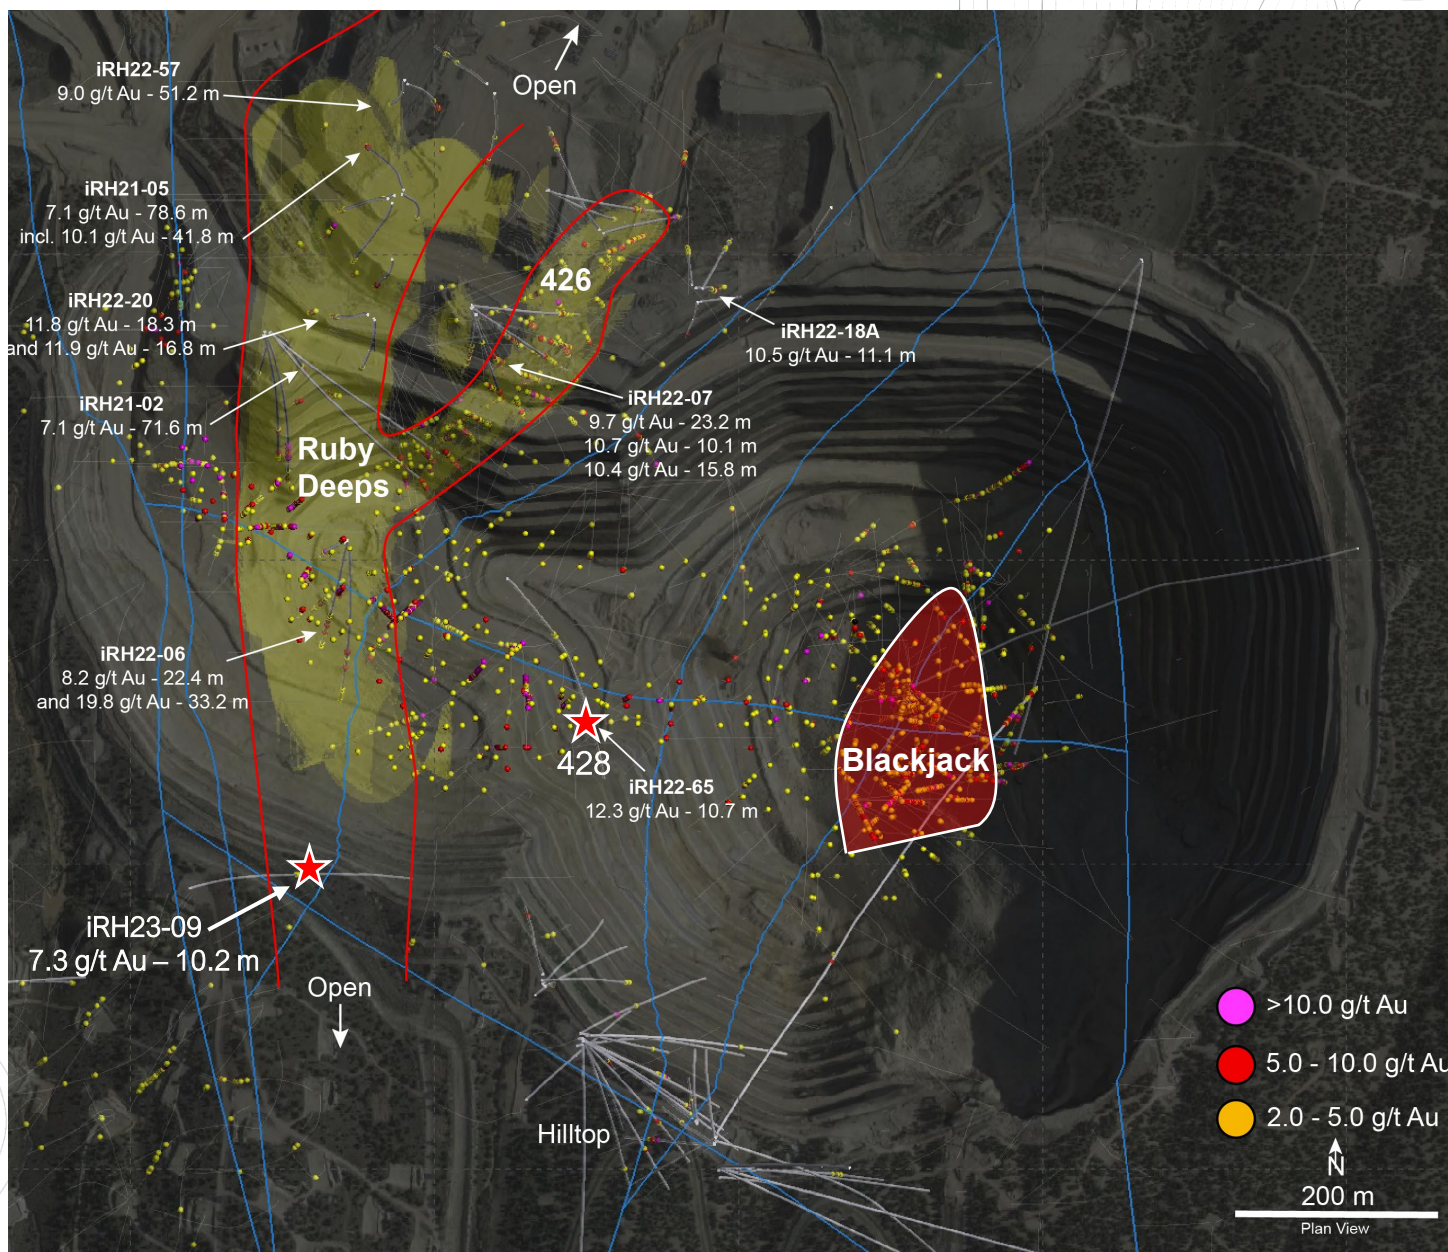 Open
iRH22-57
9.0 g/t Au - 51.2 m
iRH21-05
7.1 g/t Au - 78.6 m
incl. 10.1 g/t Au - 41.8 m
426
iRH22-20
11.8 g/t Au - 18.3 m
and 11.9 g/t Au - 16.8 m
iRH22-18A
10.5 g/t Au - 11.1 m
iRH21-02
7.1 g/t Au - 71.6 m
iRH22-07
9.7 g/t Au - 23.2 m
10.7 g/t Au - 10.1 m
10.4 g/t Au - 15.8 m
Ruby
Deeps
iRH22-06
8.2 g/t Au - 22.4 m
and 19.8 g/t Au - 33.2 m
428
iRH22-65
12.3 g/t Au - 10.7 m
Blackjack
iRH23-09
7.3 g/t Au – 10.2 m
Open
Hilltop
>10.0 g/t Au
5.0 - 10.0 g/t Au
2.0 - 5.0 g/t Au
N
200 m
Plan View